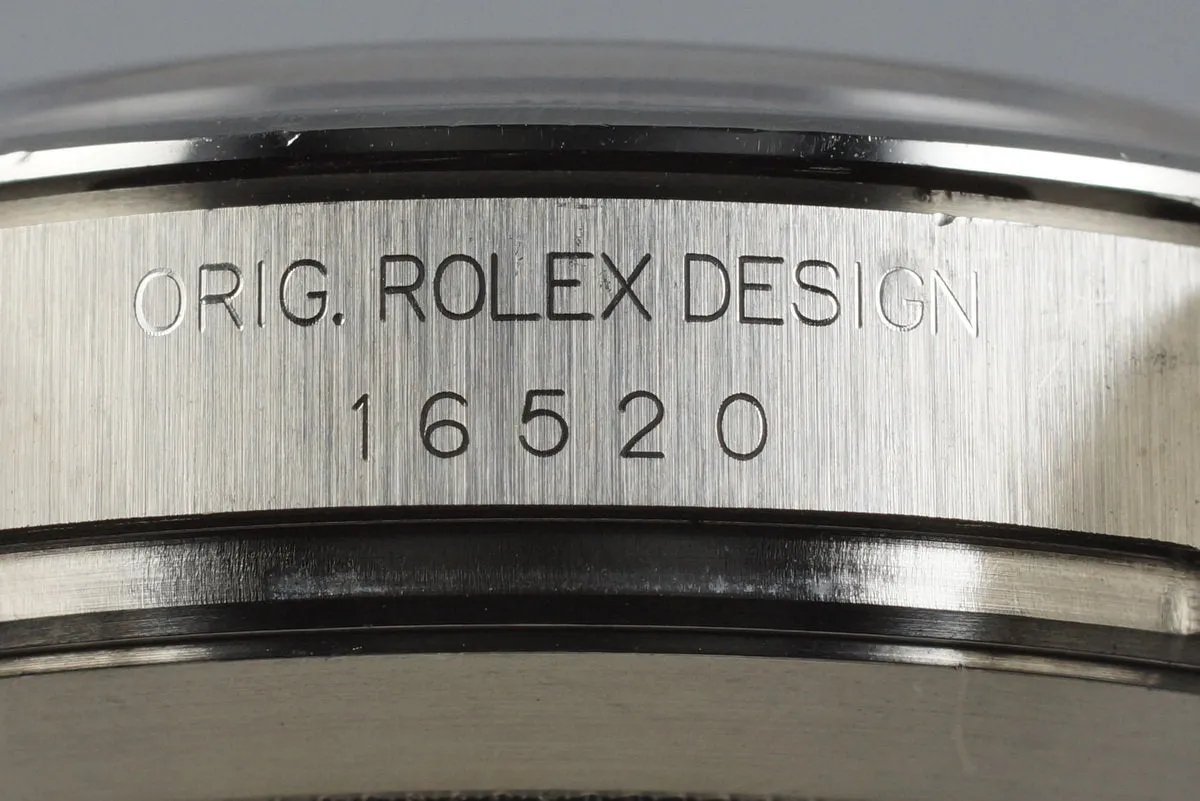 ORIG. ROLEX DESIGN
16520